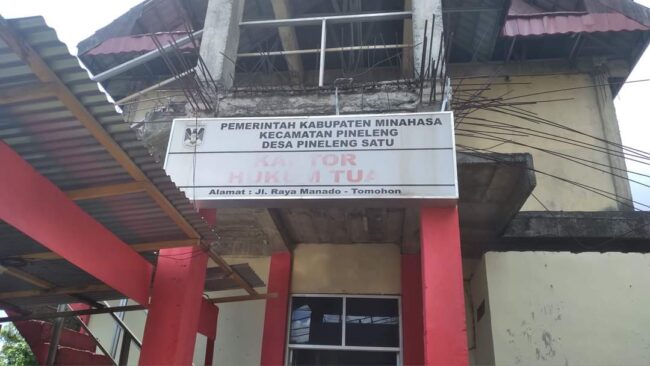 PEMERINTAH KABUPATEN MINAHASA
KECAMATAN PINELENG
DESA PINELENG SATU
KANTOR
HUKUM TUA
Alamat : Jl. Raya Manado - Tomohon